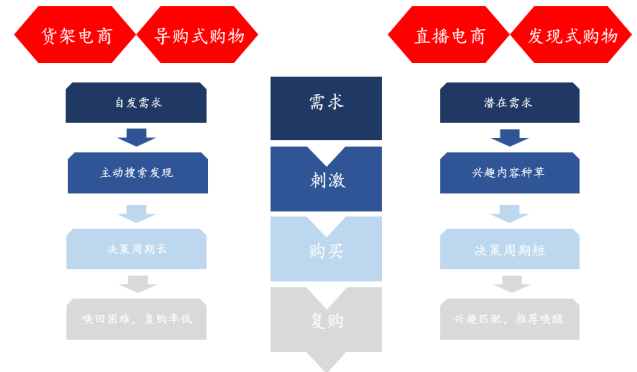 货架电商
导购式购物
直播电商
发现式购物
自发需求
需求
潜在需求
主动搜索发现
刺激
兴趣内容种草
决策周期长
购买
决策周期短
唤回困难，复购率低
复购
兴趣匹配，推荐唤醒